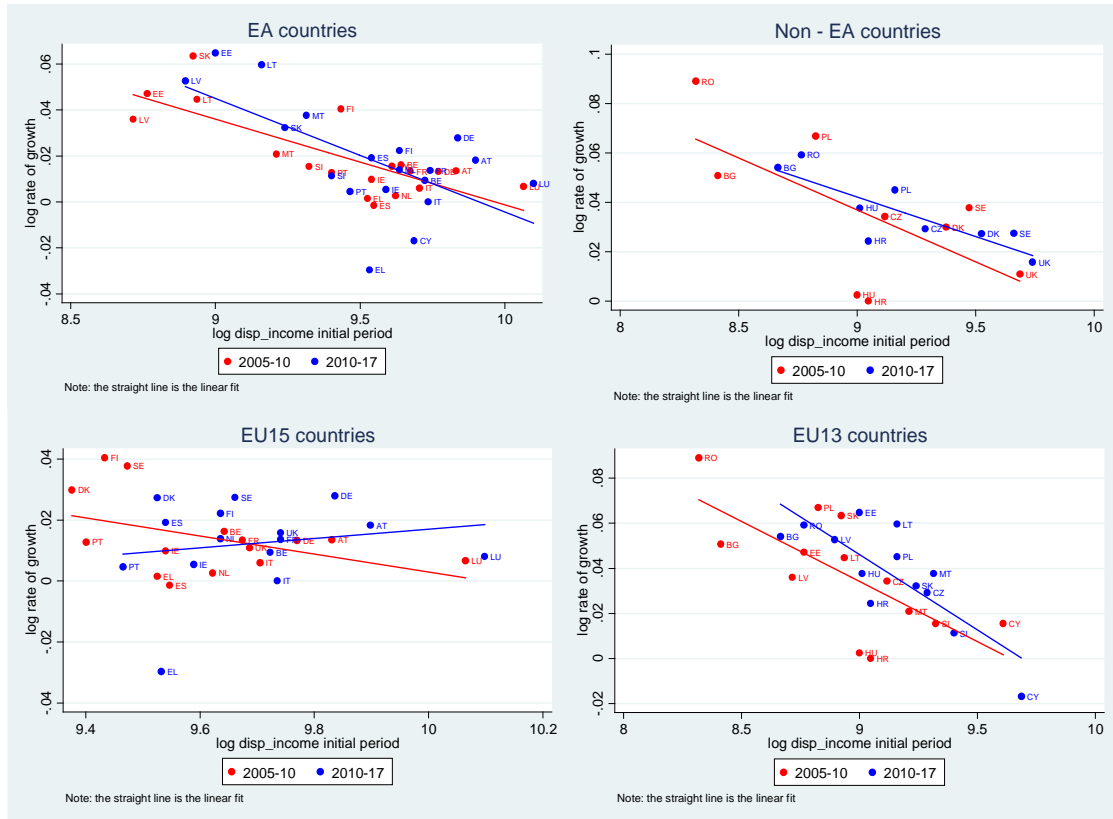 EA countries
log rate of growth
.06
.04
.02
0
-.02
-.04
SK
EE
LT
LV
EE
LT
LV
FI
MT
SK
MT
ES
FI
DE
AT
SI
PT
SI
IE
BE
FR
AT
BE
LU
LU
PT
IE
IT
EL
NL
ES
IT
CY
EL
8.5
9
9.5
10
log disp_income initial period
2005-10
2010-17
Note: the straight line is the linear fit
Non - EA countries
log rate of growth
.1
.08
.06
.04
.02
0
RO
PL
RO
BG
BG
PL
HU
CZ
SE
HR
CZ
DK
DK
SE
UK
UK
HU
HR
8
8.5
9
9.5
10
log disp_income initial period
2005-10
2010-17
Note: the straight line is the linear fit
EU15 countries
log rate of growth
.04
.02
0
-.02
-.04
FI
SE
DK
DK
SE
DE
ES
FI
AT
PT
BE
UK
NL
FR
FR
DE
AT
IE
UK
BE
LU
PT
IE
IT
LU
EL
NL
ES
IT
EL
9.4
9.6
9.8
10
10.2
log disp_income initial period
2005-10
2010-17
Note: the straight line is the linear fit
EU13 countries
log rate of growth
.08
.06
.04
.02
0
-.02
RO
PL
SK
EE
RO
LT
BG
LV
BG
EE
LT
PL
LV
HU
MT
CZ
SK
CZ
HR
MT
SI
CY
SI
HU
HR
CY
8
8.5
9
9.5
10
log disp_income initial period
2005-10
2010-17
Note: the straight line is the linear fit